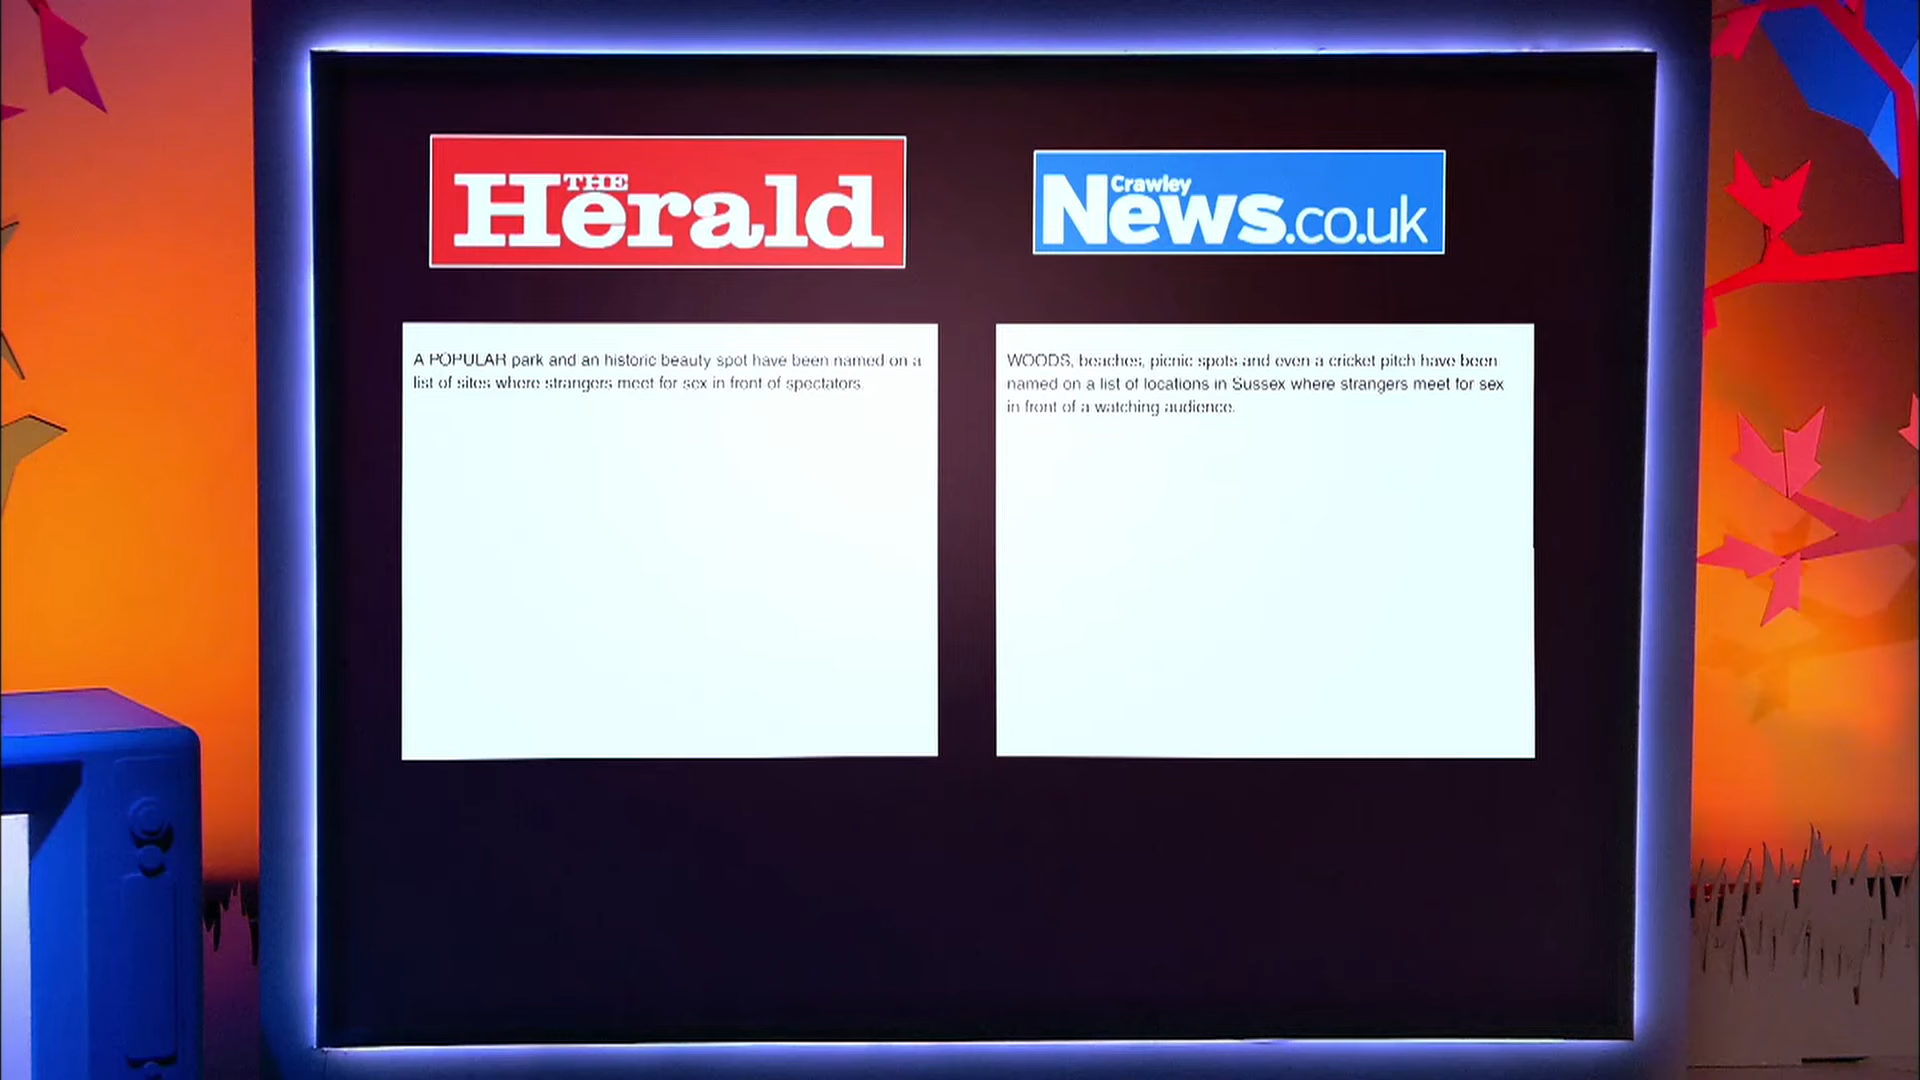 THE
Herald
Crawley
News.co.uk
A POPULAR park and an historic beauty spot have been named on a
list of sites where strangers meet for sex in front of spectators.
WOODS, beaches, picnic spots and even a cricket pitch have been
named on a list of locations in Sussex where strangers meet for sex
in front of a watching audience.